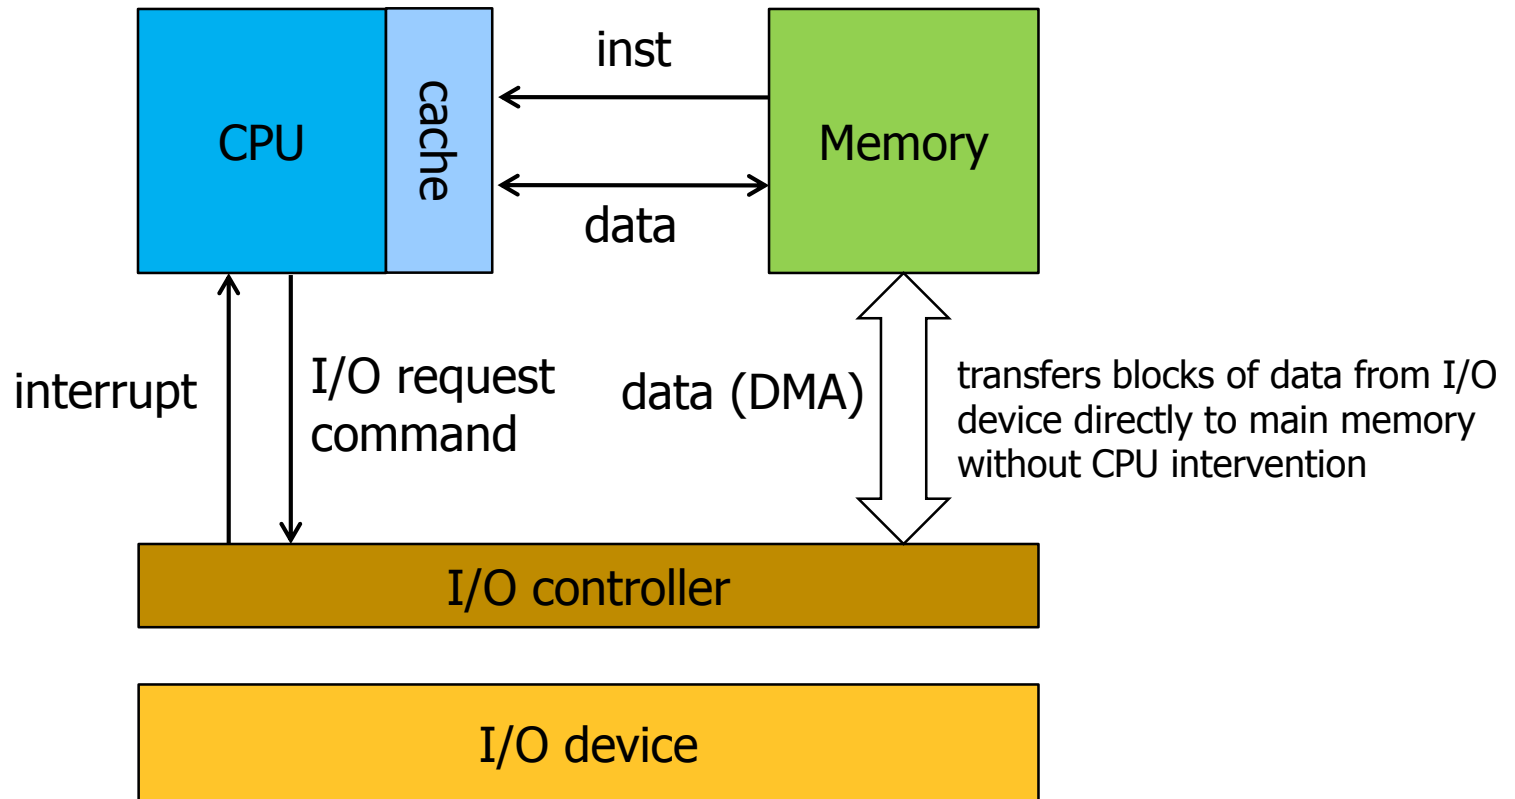 CPU
cache
inst
data
Memory
interrupt
I/O request
command
data (DMA)
transfers blocks of data from I/O
device directly to main memory
without CPU intervention
I/O controller
I/O device